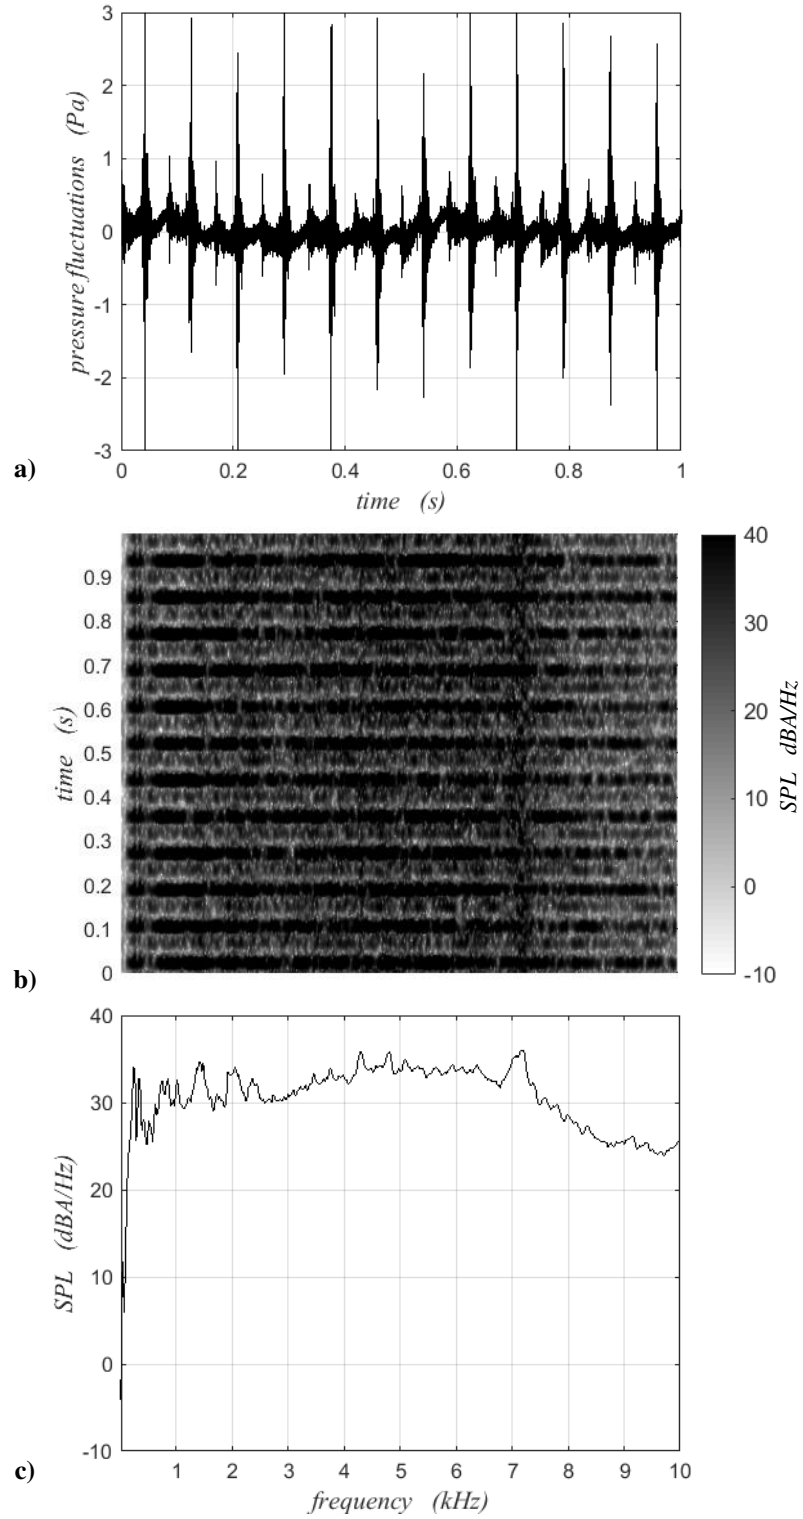 3
2
1
0
-1
-2
-3
pressure fluctuations (Pa)
0 0.2 0.4 0.6 0.8 1
time (s)
a)
0.9
0.8
0.7
0.6
0.5
0.4
0.3
0.2
0.1
0
time (s)
40
30
20
10
0
-10
SPL dBA/Hz
b)
40
30
20
10
0
-10
SPL (dBA/Hz)
1 2 3 4 5 6 7 8 9 10
frequency (kHz)
c)